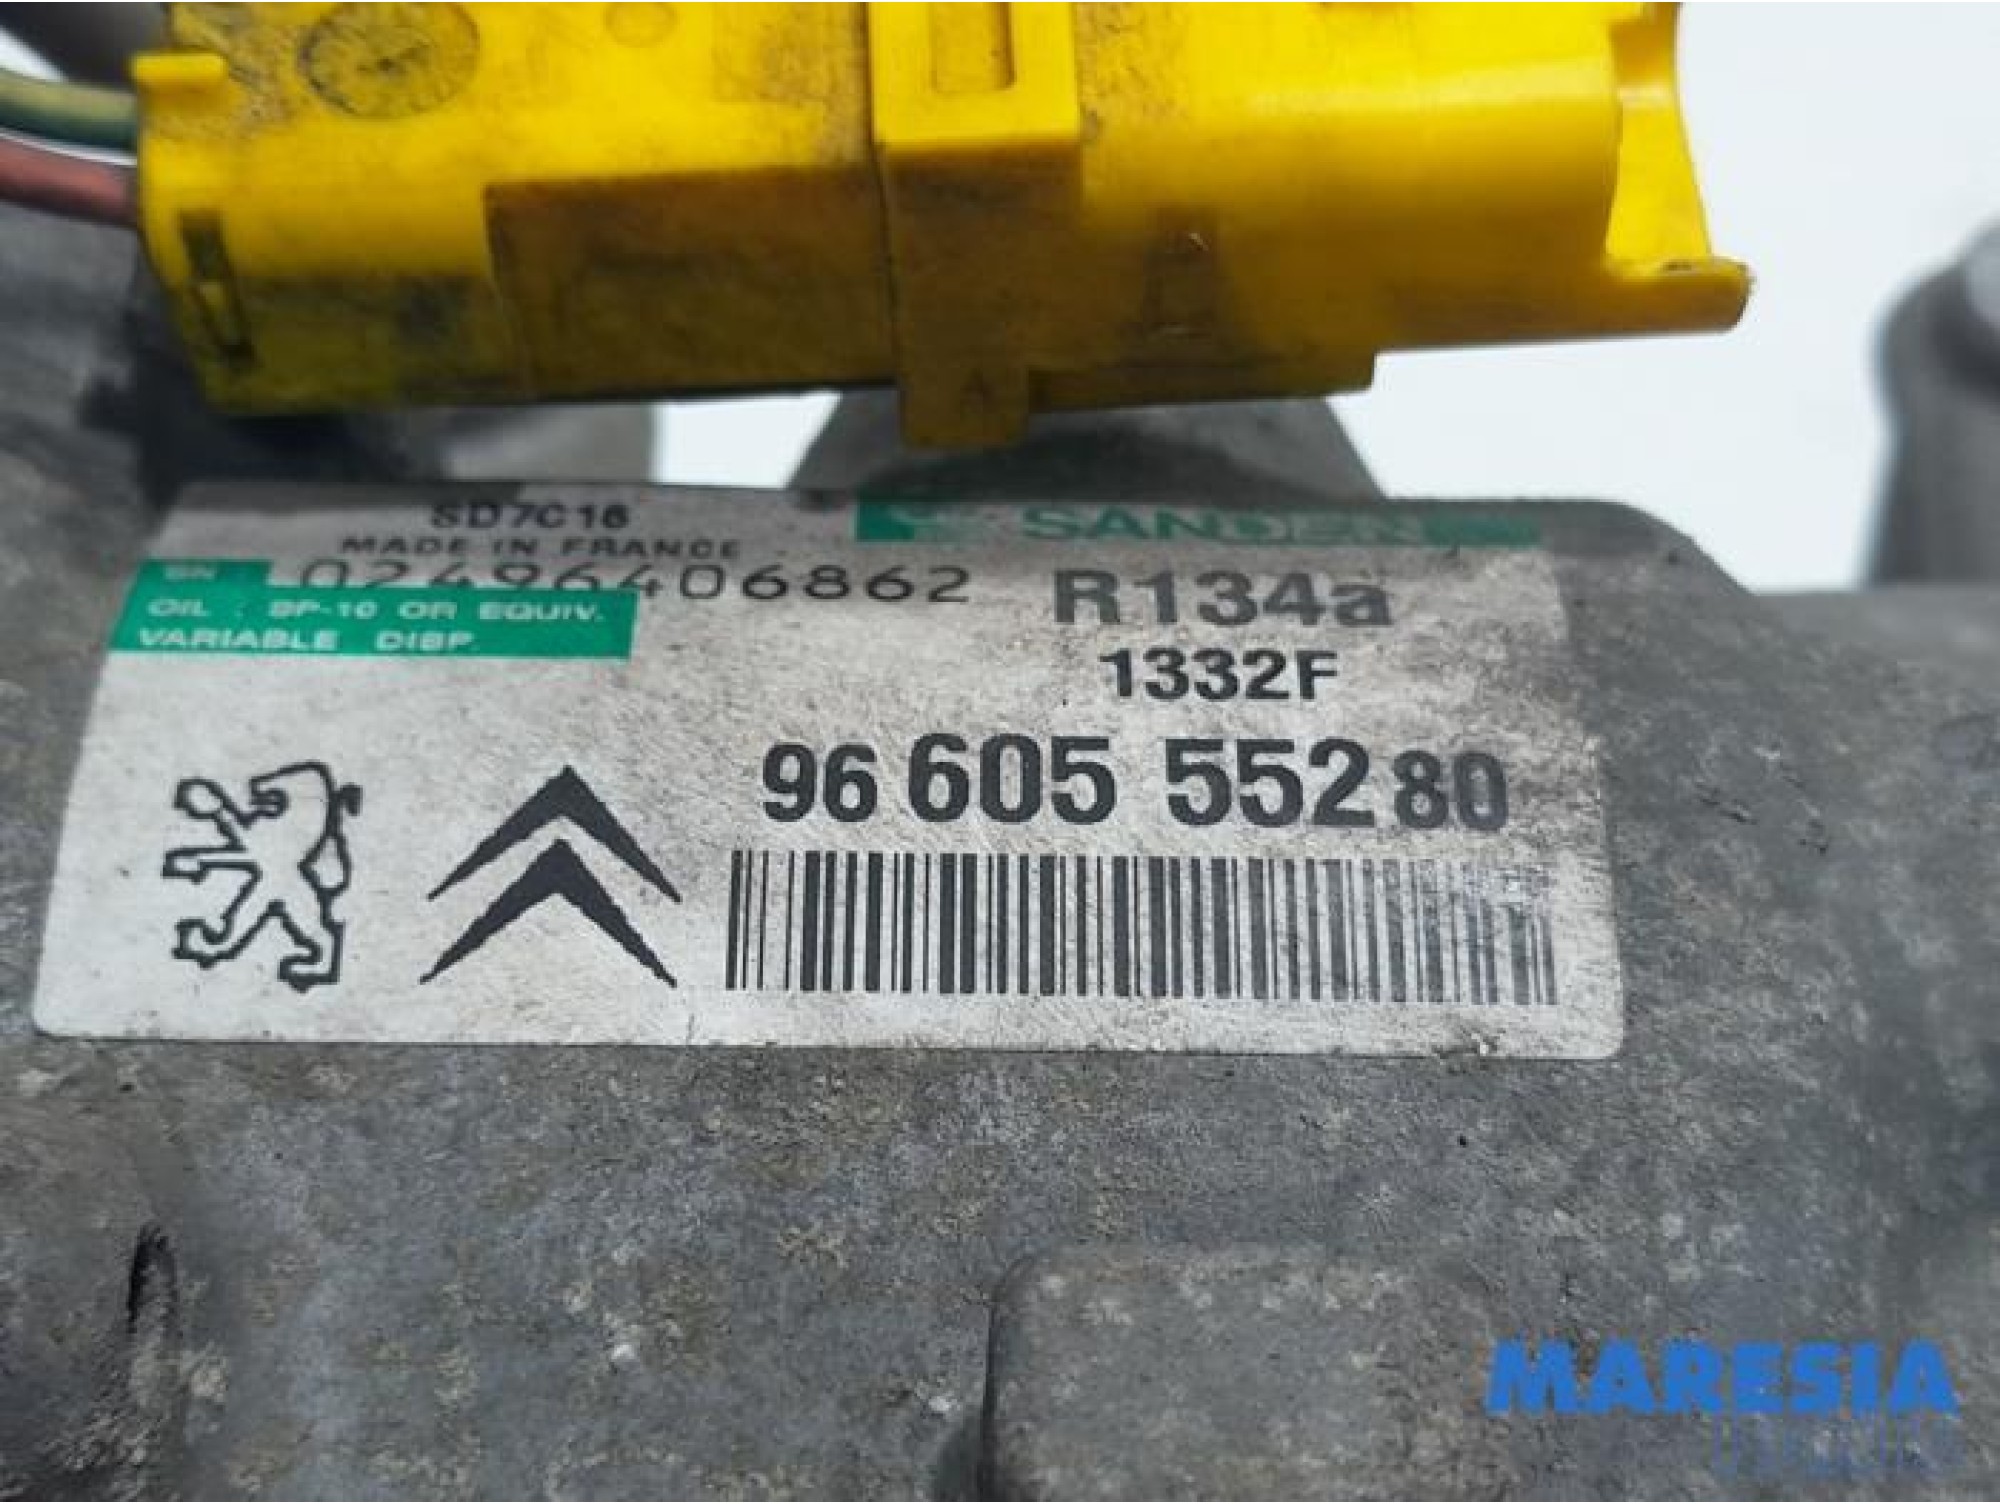 SD7C16
SANDEN
MADE IN FRANCE
SN 02496406862
R134a
OIL : SP-10 OR EQUIV.
VARIABLE DISP.
1332F
96 605 552 80
A
MARESIA